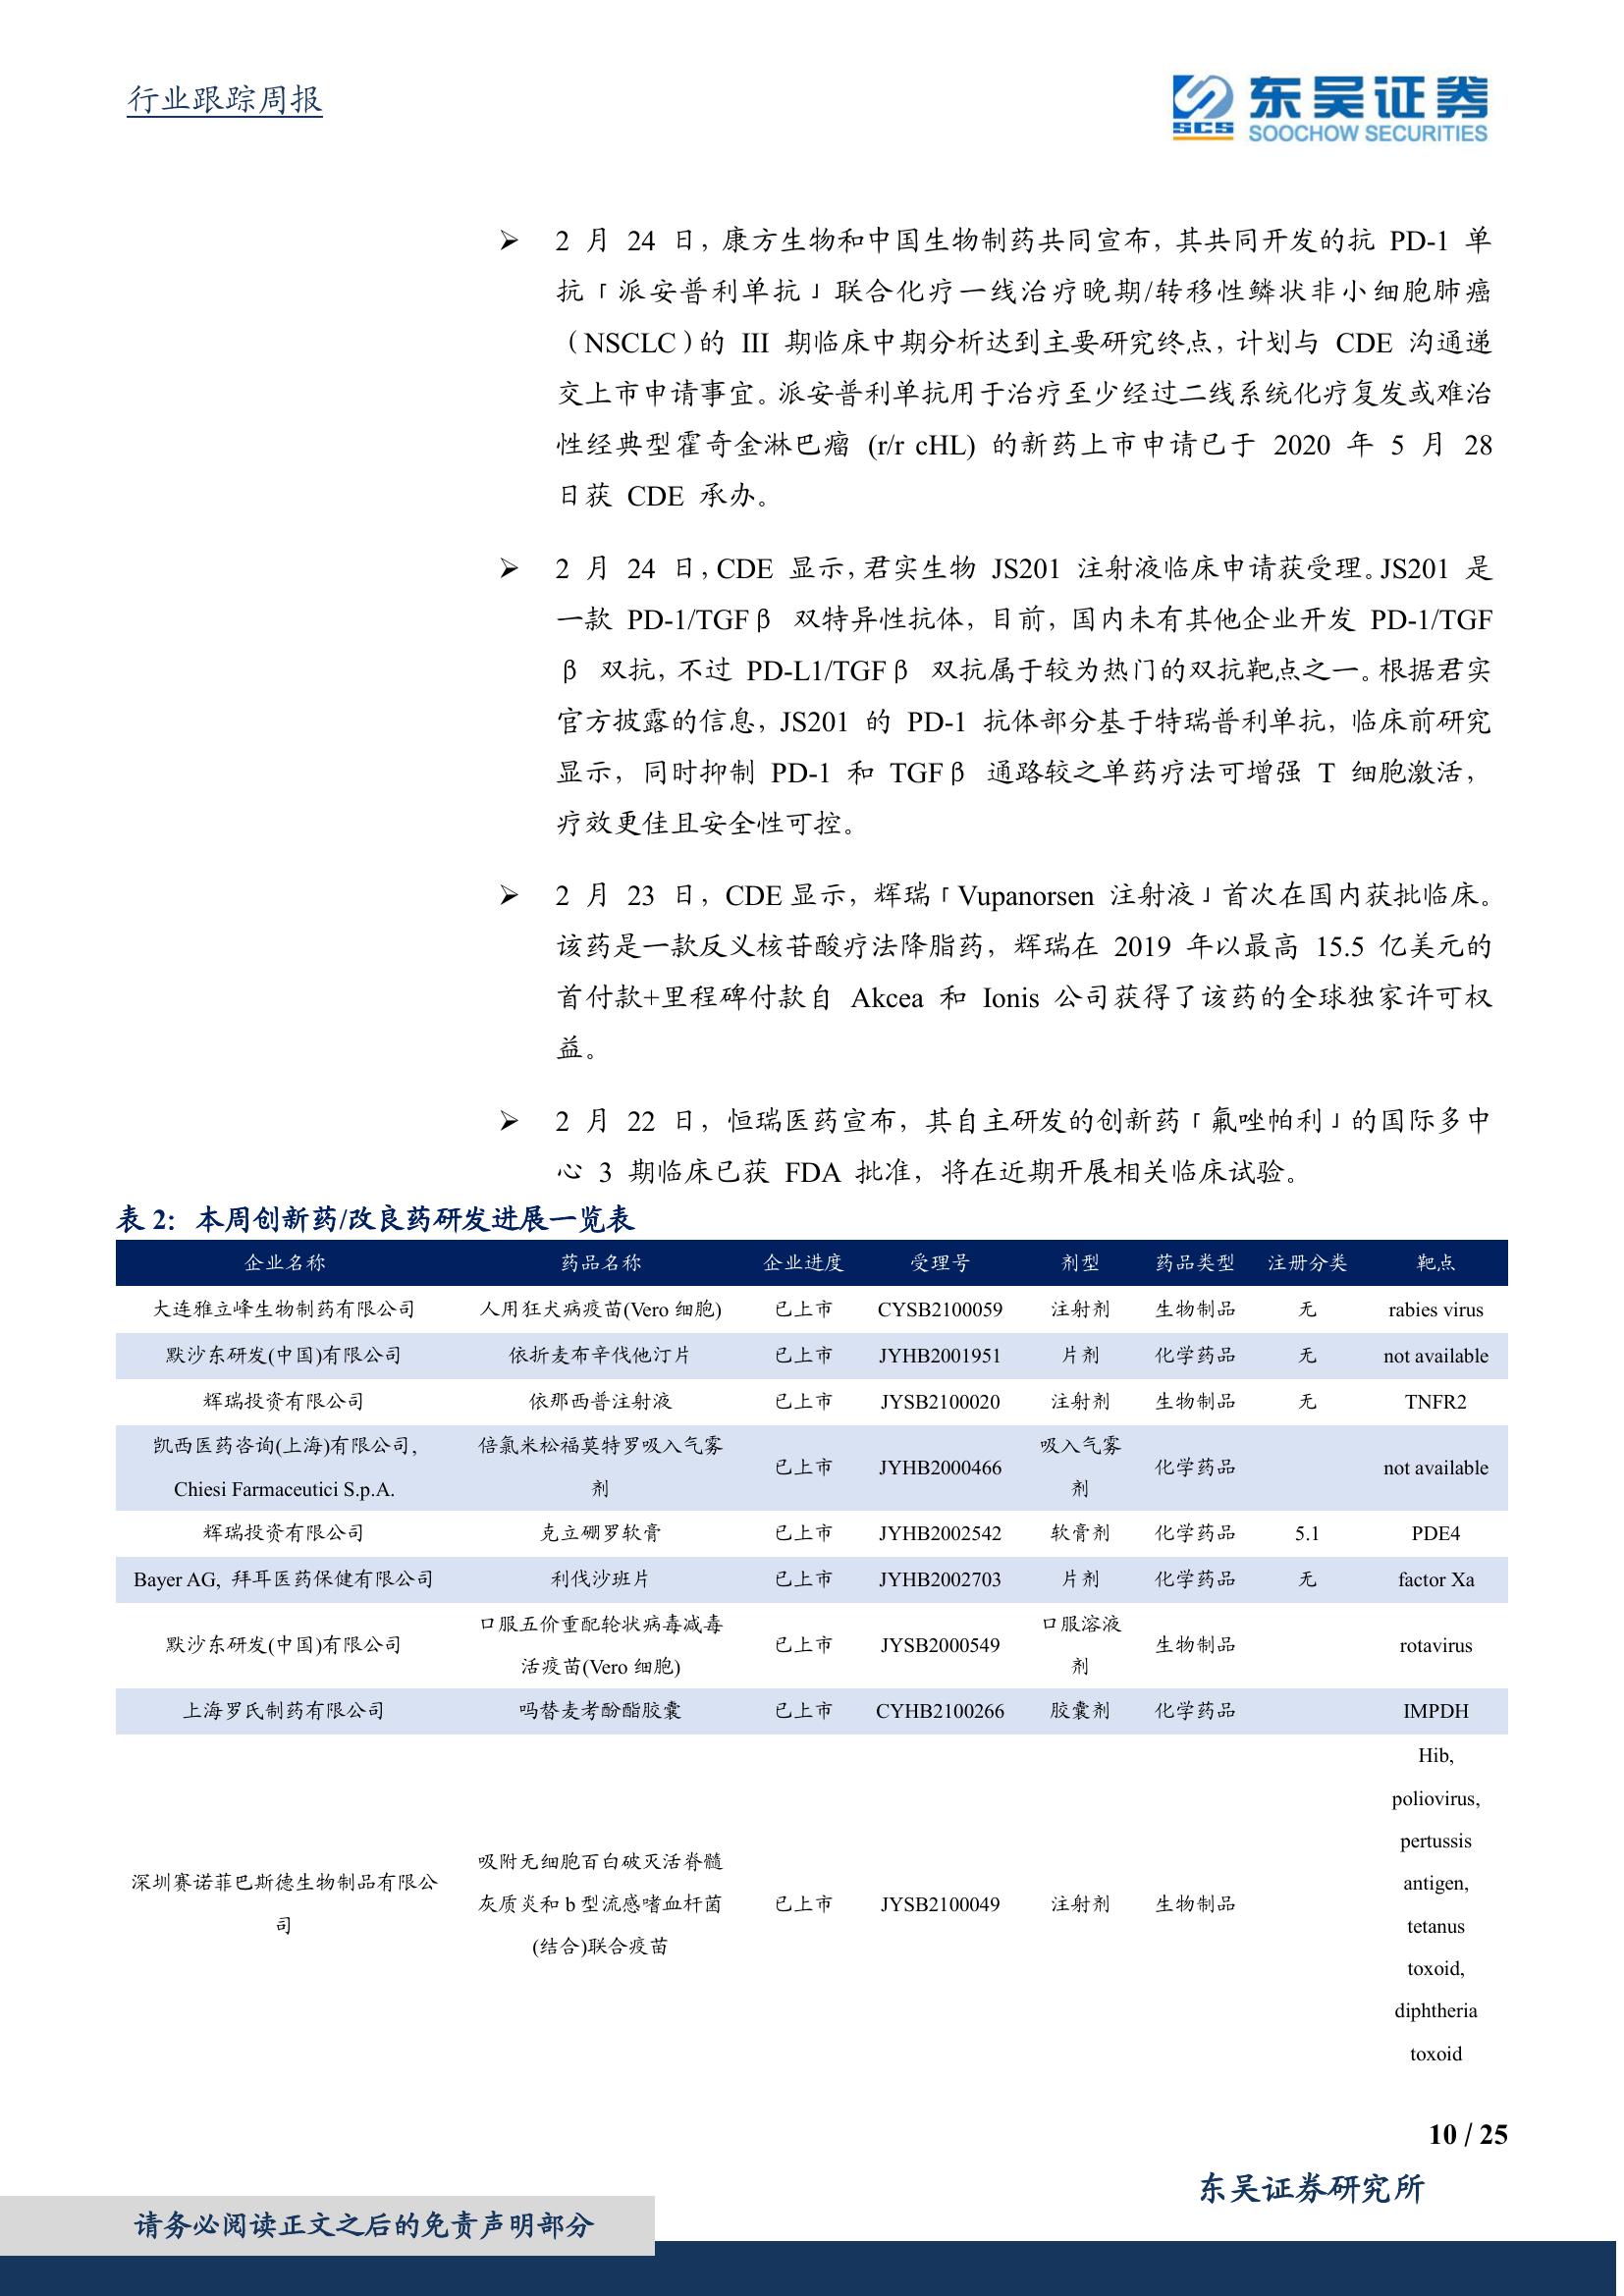 行业跟踪周报
东吴证券
SCS
SOOCHOW SECURITIES
➢ 2 月 24 日，康方生物和中国生物制药共同宣布，其共同开发的抗 PD-1 单
抗「派安普利单抗」联合化疗一线治疗晚期/转移性鳞状非小细胞肺癌
（NSCLC）的 III 期临床中期分析达到主要研究终点，计划与 CDE 沟通递
交上市申请事宜。派安普利单抗用于治疗至少经过二线系统化疗复发或难治
性经典型霍奇金淋巴瘤 (r/r cHL) 的新药上市申请已于 2020 年 5 月 28
日获 CDE 承办。
➢ 2 月 24 日，CDE 显示，君实生物 JS201 注射液临床申请获受理。JS201 是
一款 PD-1/TGFβ 双特异性抗体，目前，国内未有其他企业开发 PD-1/TGF
β 双抗，不过 PD-L1/TGFβ 双抗属于较为热门的双抗靶点之一。根据君实
官方披露的信息，JS201 的 PD-1 抗体部分基于特瑞普利单抗，临床前研究
显示，同时抑制 PD-1 和 TGFβ 通路较之单药疗法可增强 T 细胞激活，
疗效更佳且安全性可控。
➢ 2 月 23 日，CDE 显示，辉瑞「Vupanorsen 注射液」首次在国内获批临床。
该药是一款反义核苷酸疗法降脂药，辉瑞在 2019 年以最高 15.5 亿美元的
首付款+里程碑付款自 Akcea 和 Ionis 公司获得了该药的全球独家许可权
益。
➢ 2 月 22 日，恒瑞医药宣布，其自主研发的创新药「氟唑帕利」的国际多中
心 3 期临床已获 FDA 批准，将在近期开展相关临床试验。
表 2：本周创新药/改良药研发进展一览表
企业名称 药品名称 企业进度 受理号 剂型 药品类型 注册分类 靶点
大连雅立峰生物制药有限公司 人用狂犬病疫苗(Vero 细胞) 已上市 CYSB2100059 注射剂 生物制品 无 rabies virus
默沙东研发(中国)有限公司 依折麦布辛伐他汀片 已上市 JYHB2001951 片剂 化学药品 无 not available
辉瑞投资有限公司 依那西普注射液 已上市 JYSB2100020 注射剂 生物制品 无 TNFR2
凯西医药咨询(上海)有限公司,
Chiesi Farmaceutici S.p.A.
倍氯米松福莫特罗吸入气雾
剂
已上市 JYHB2000466
吸入气雾
剂
化学药品 not available
辉瑞投资有限公司 克立硼罗软膏 已上市 JYHB2002542 软膏剂 化学药品 5.1 PDE4
Bayer AG, 拜耳医药保健有限公司 利伐沙班片 已上市 JYHB2002703 片剂 化学药品 无 factor Xa
默沙东研发(中国)有限公司
口服五价重配轮状病毒减毒
活疫苗(Vero 细胞)
已上市 JYSB2000549
口服溶液
剂
生物制品 rotavirus
上海罗氏制药有限公司 吗替麦考酚酯胶囊 已上市 CYHB2100266 胶囊剂 化学药品 IMPDH
深圳赛诺菲巴斯德生物制品有限公
司
吸附无细胞百白破灭活脊髓
灰质炎和 b 型流感嗜血杆菌
(结合)联合疫苗
已上市 JYSB2100049 注射剂 生物制品
Hib,
poliovirus,
pertussis
antigen,
tetanus
toxoid,
diphtheria
toxoid
10 / 25
东吴证券研究所
请务必阅读正文之后的免责声明部分